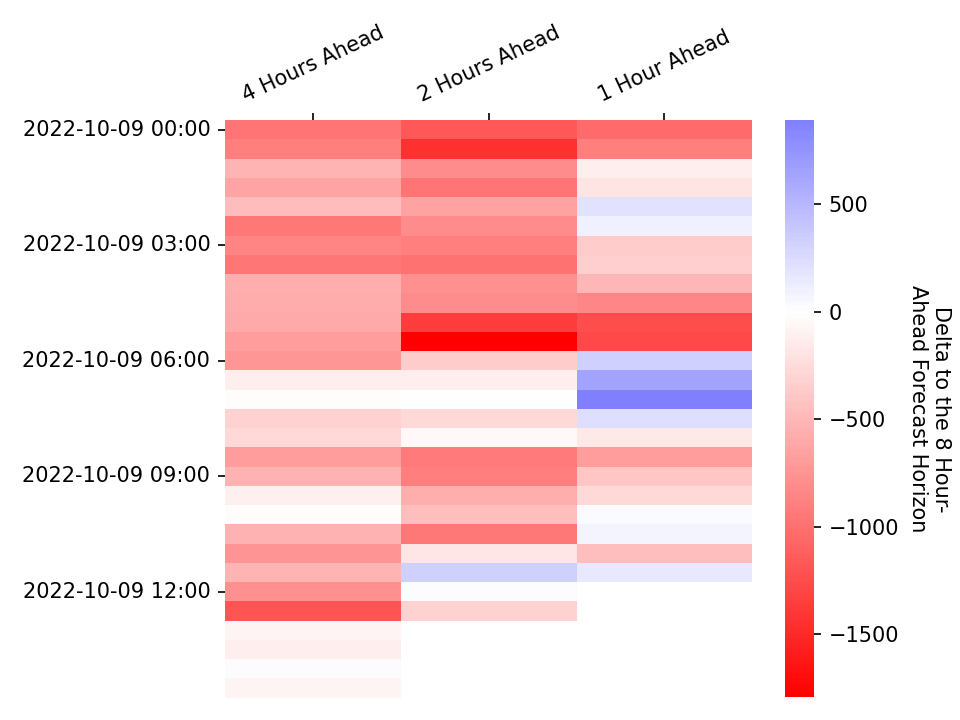 4 Hours Ahead
2 Hours Ahead
1 Hour Ahead
2022-10-09 00:00
2022-10-09 03:00
2022-10-09 06:00
2022-10-09 09:00
2022-10-09 12:00
500
0
−500
−1000
−1500
Delta to the 8 Hour-
Ahead Forecast Horizon